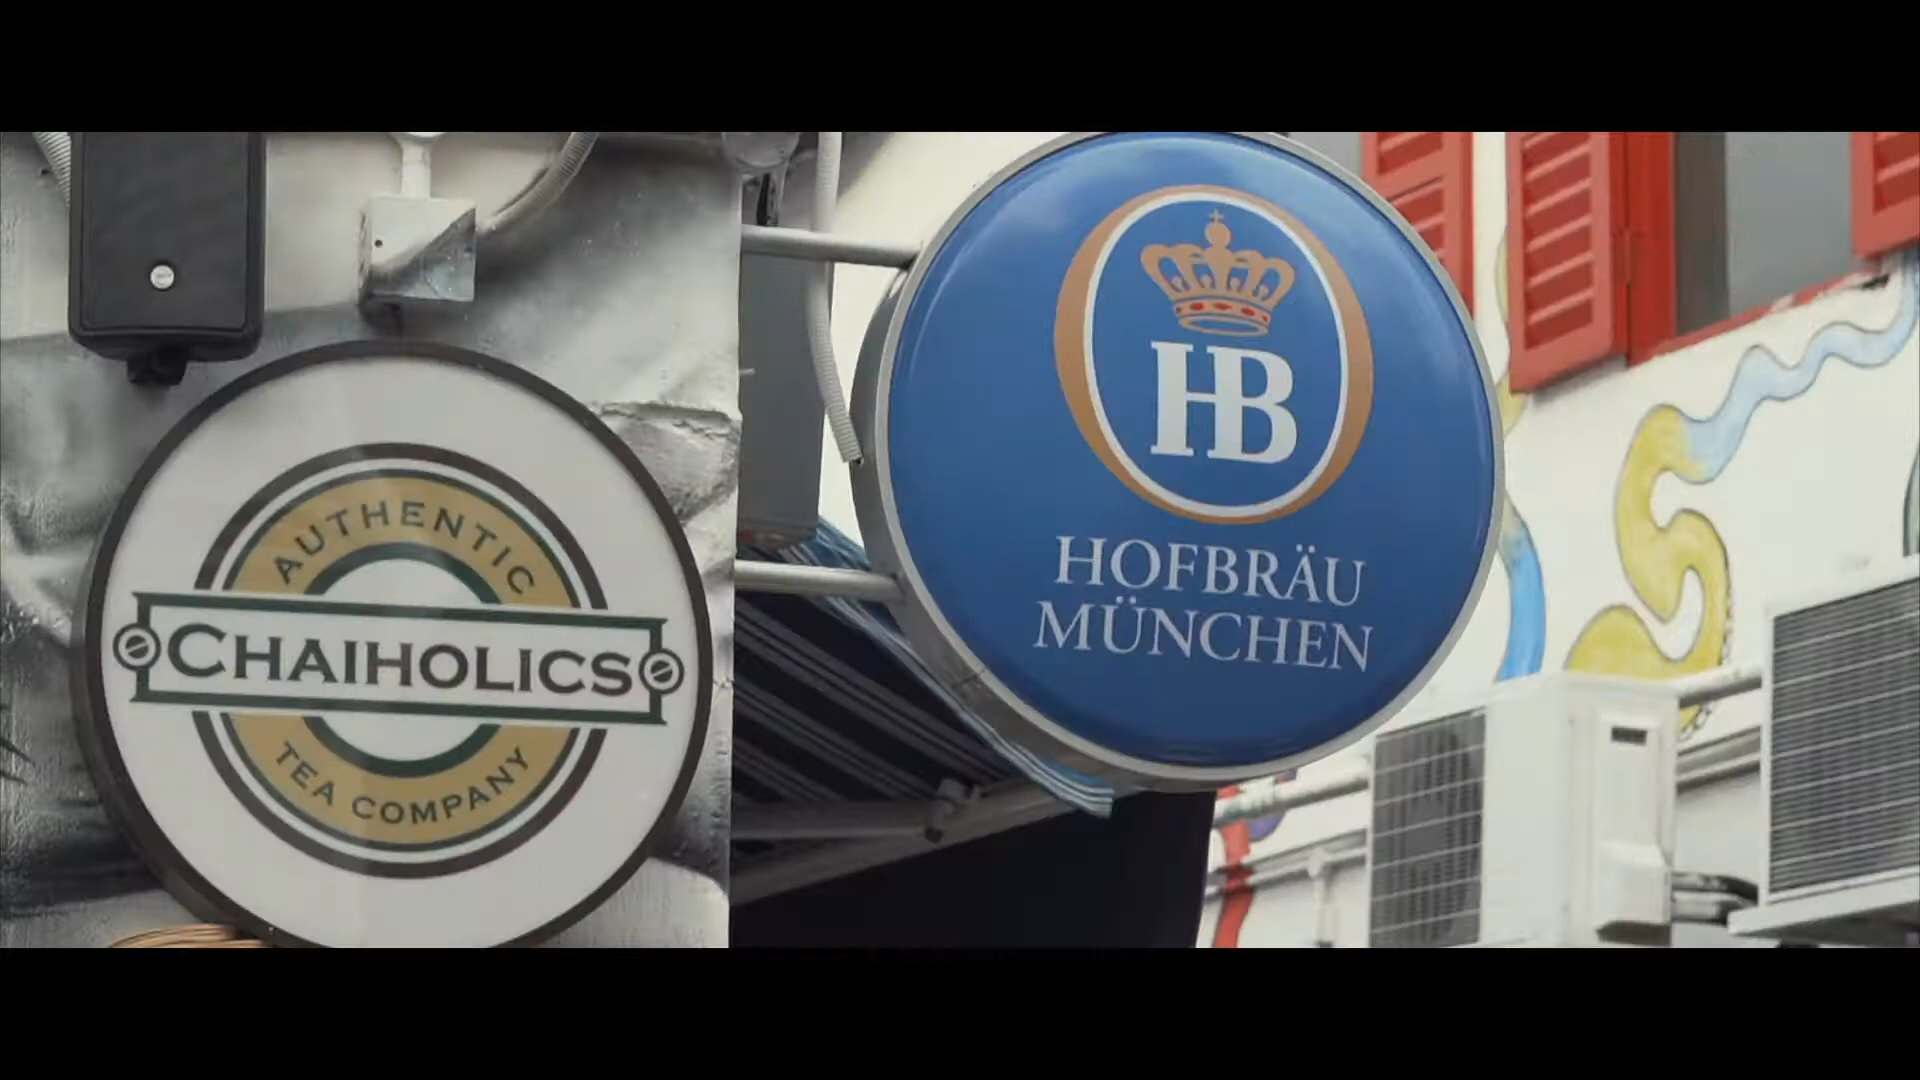 AUTHENTIC
CHAIHOLICS
TEA COMPANY
HB
HOFBRÄU
MÜNCHEN